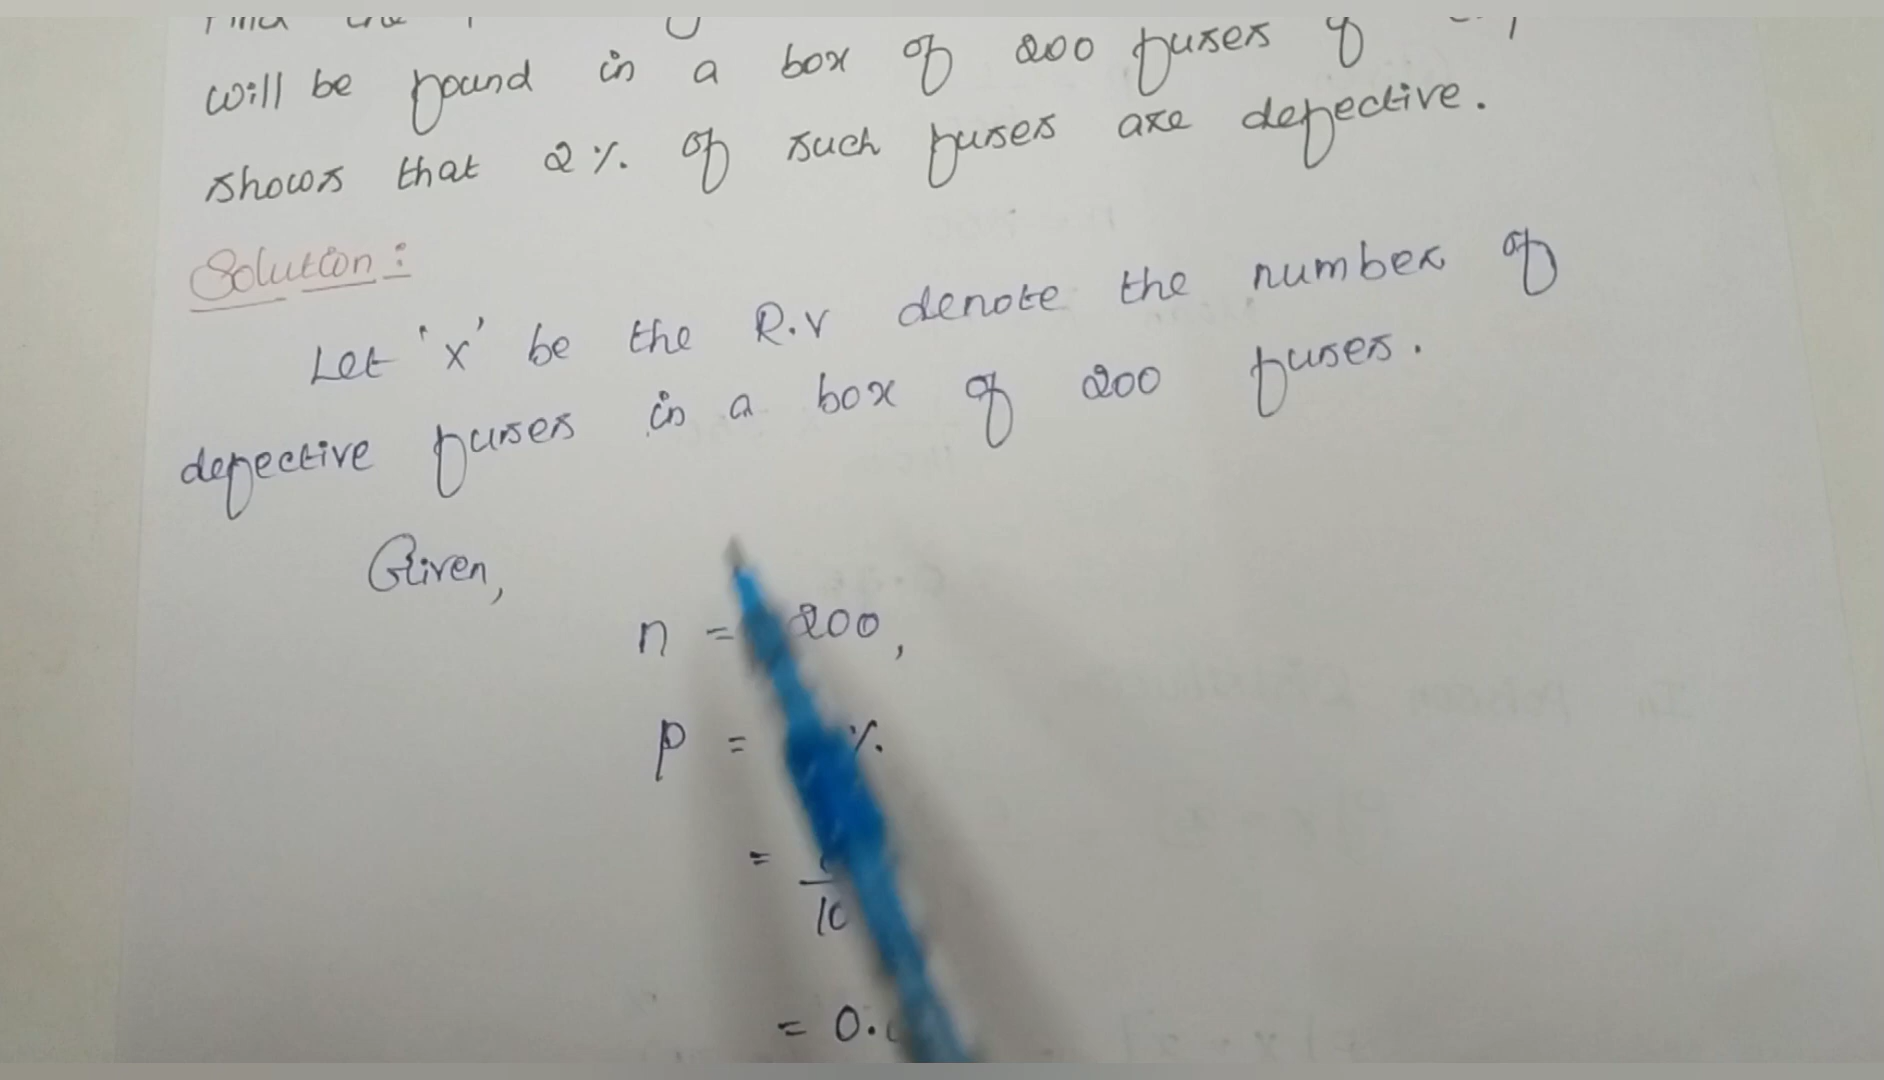 will be found in a box of 200 fuses if
shows that 2%. of such fuses are defective.
Solution:
Let 'x' be the R.V denote the number of
defective fuses in a box of 200 fuses.
Given,
n = 200,
p = %.
=
= 0.